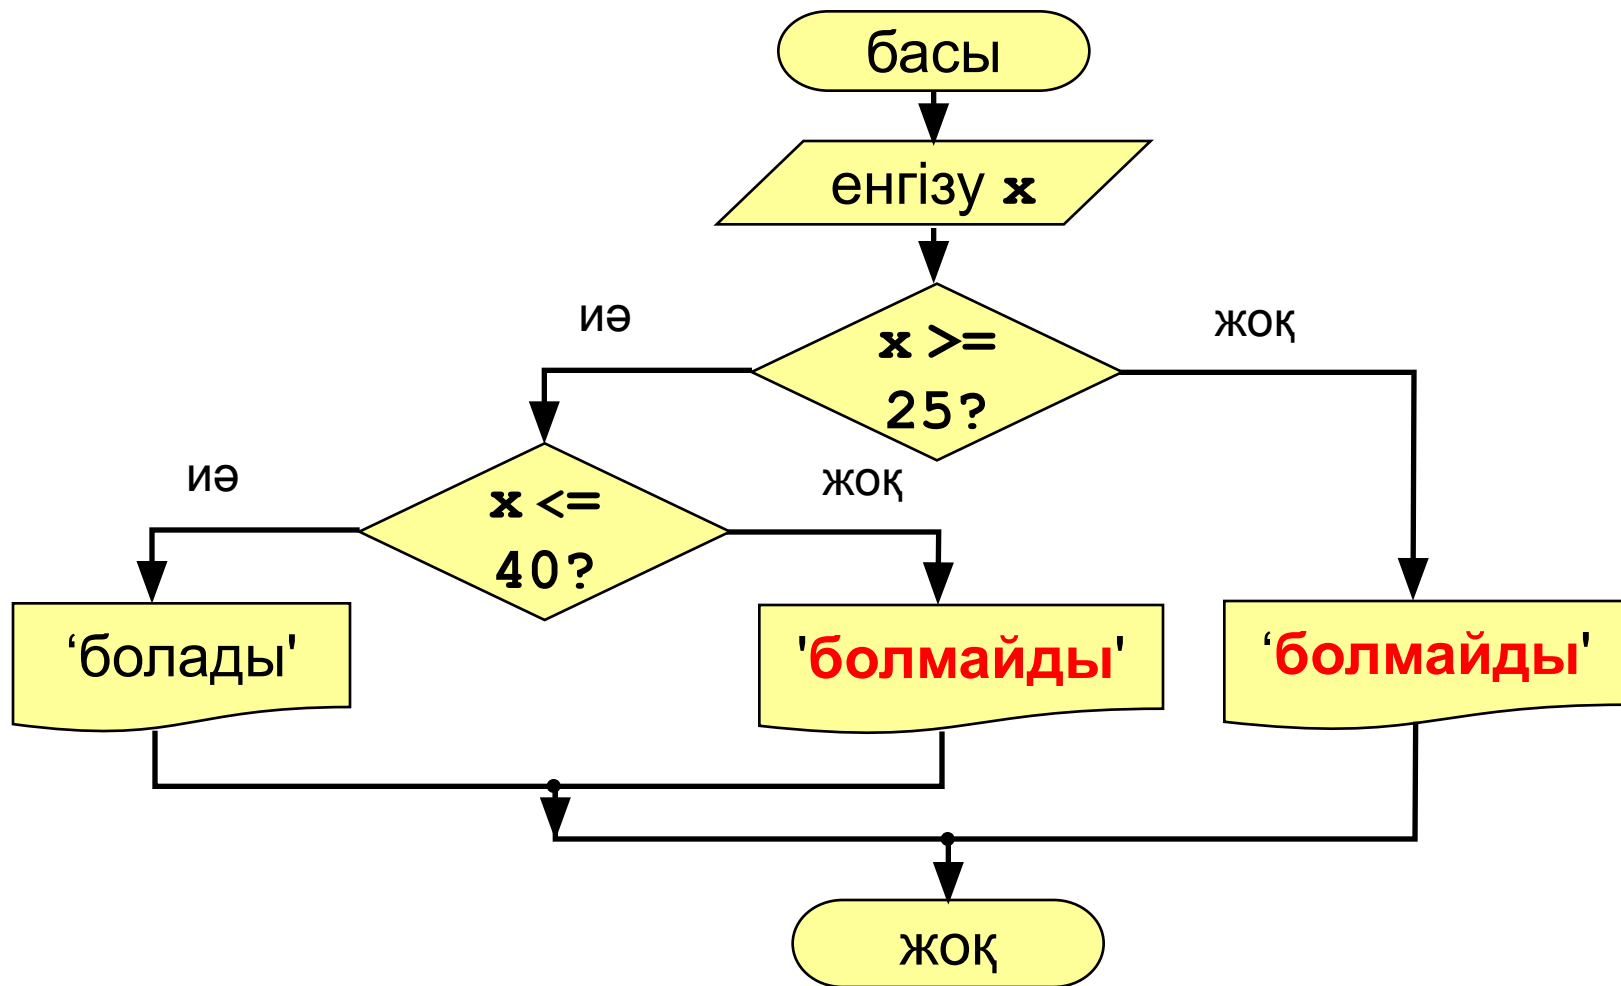 басы
енгізу x
иә
жоқ
x >=
25?
иә
жоқ
x <=
40?
‘болады'
'болмайды'
‘болмайды'
жоқ